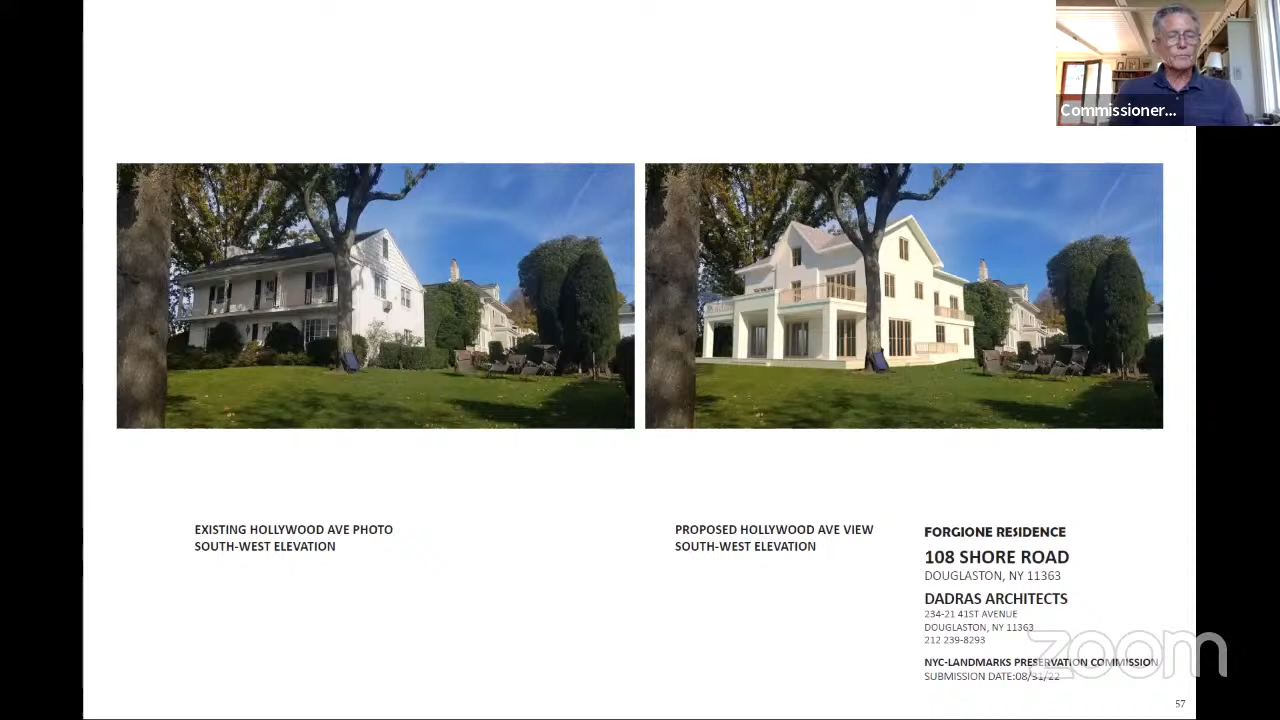 Commissioner...
EXISTING HOLLYWOOD AVE PHOTO
SOUTH-WEST ELEVATION
PROPOSED HOLLYWOOD AVE VIEW
SOUTH-WEST ELEVATION
FORGIONE RESIDENCE
108 SHORE ROAD
DOUGLASTON, NY 11363
DADRAS ARCHITECTS
234-21 41ST AVENUE
DOUGLASTON, NY 11363
212 239-8293
NYC-LANDMARKS PRESERVATION COMMISSION
SUBMISSION DATE:08/31/22
zoom
57